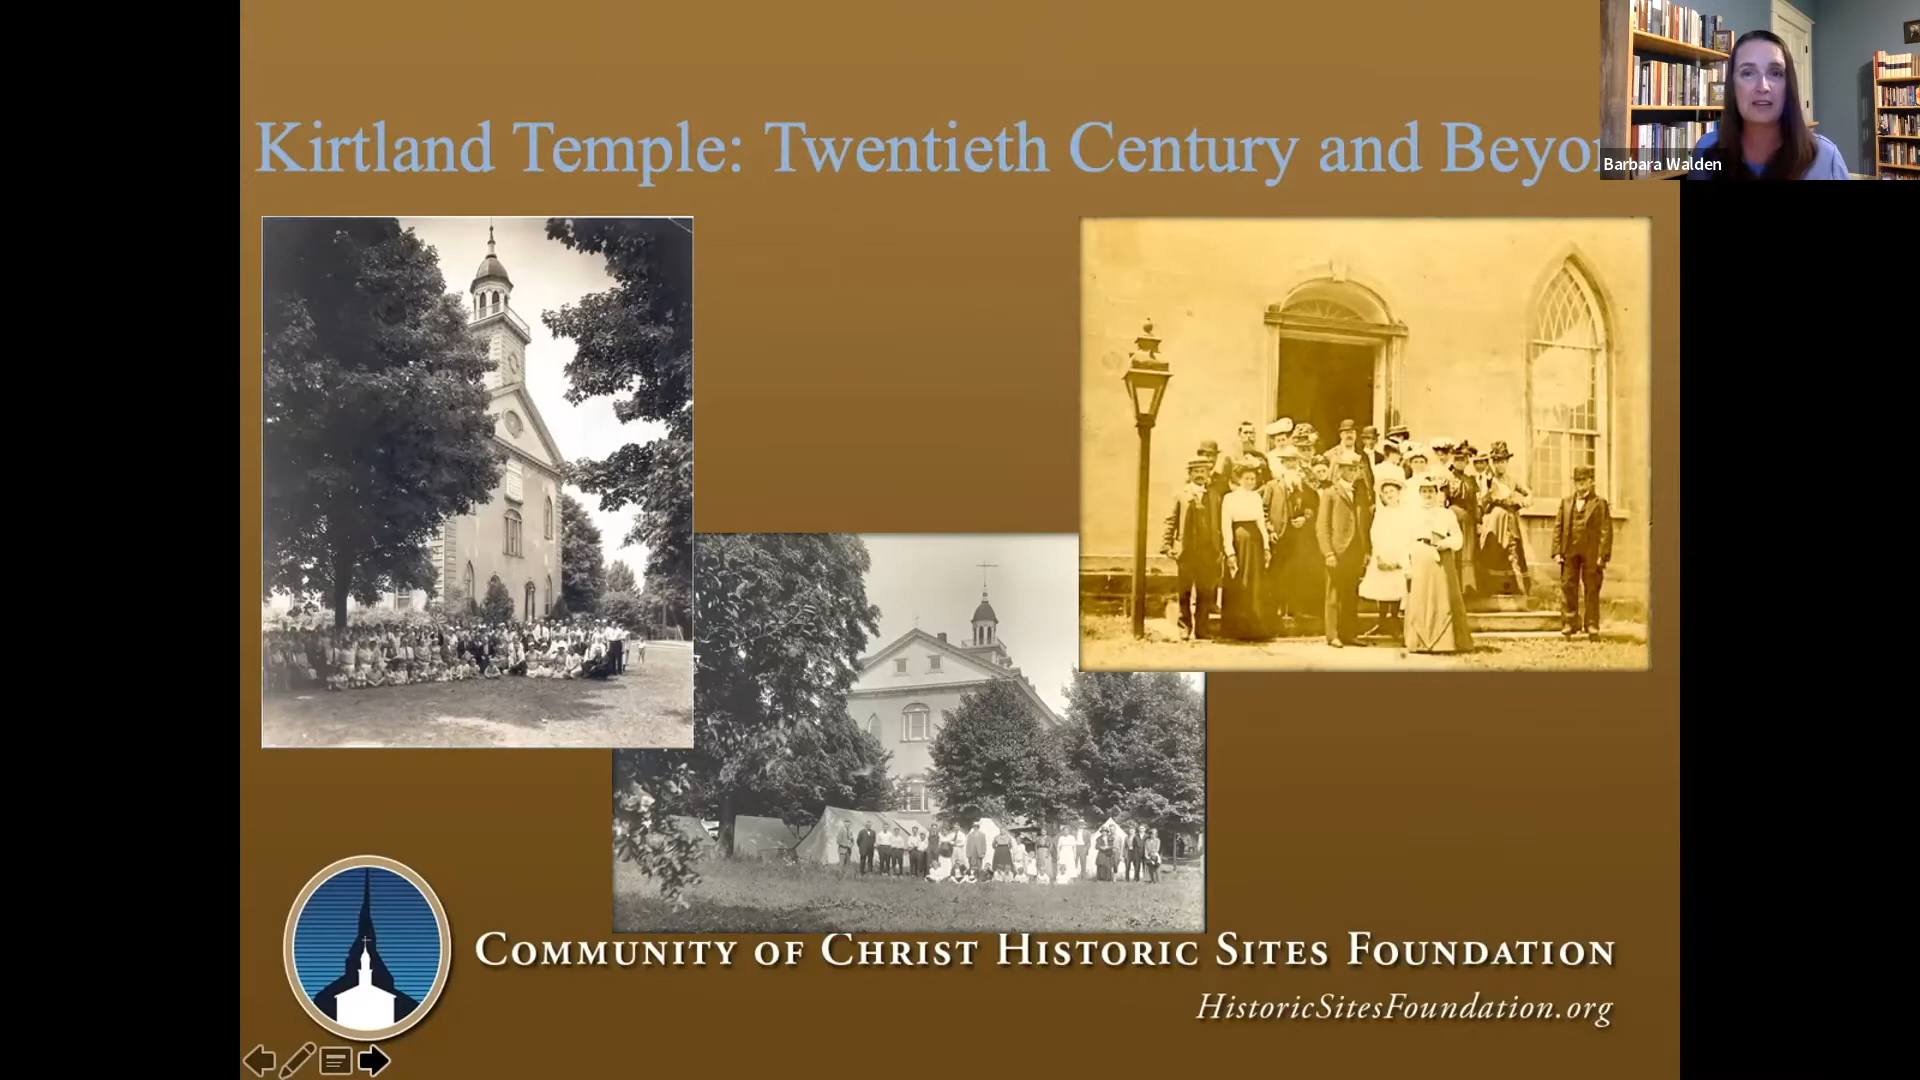 Kirtland Temple: Twentieth Century and Beyo
Barbara Walden
COMMUNITY OF CHRIST HISTORIC SITES FOUNDATION
HistoricSitesFoundation.org